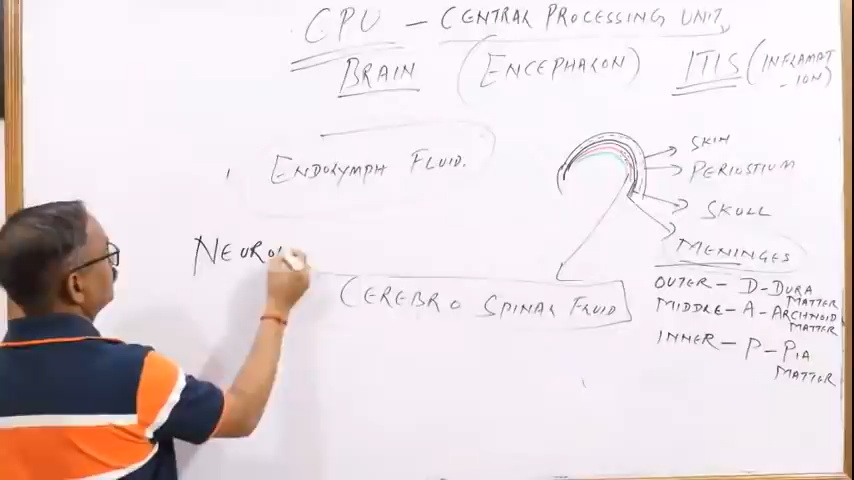 CPU - CENTRAL PROCESSING UNIT
BRAIN (ENCEPHARON) ITIS (INFLAMAT
-ION)
ENDOLYMPH FLUID.
SKIN
PERIOSTIUM
SKULL
MENINGES
NEURO
CEREBRO SPINAL FLUID
OUTER - D - DURA
MATTER
MIDDLE - A - ARCHNOID
MATTER
INNER - P - PIA
MATTER